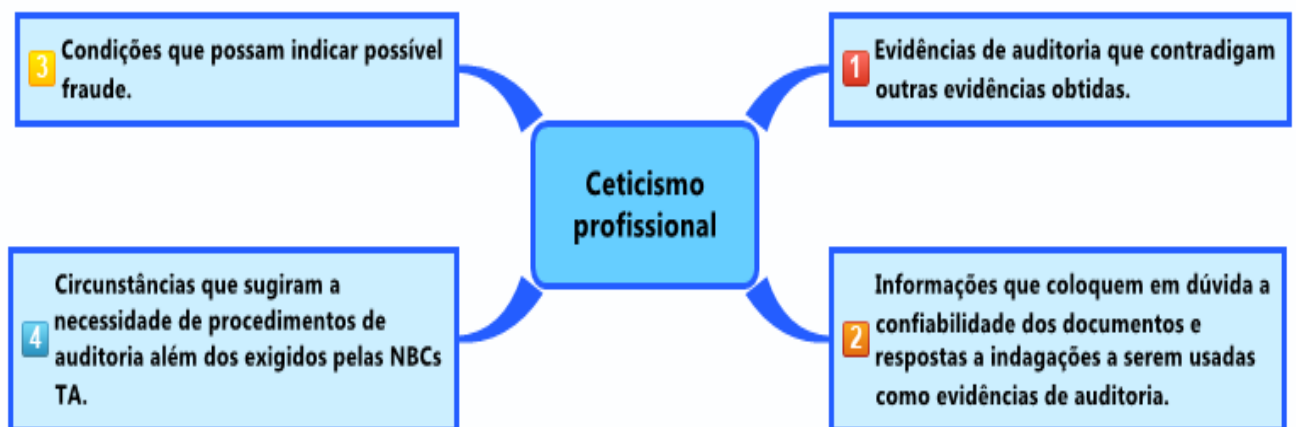 Ceticismo
profissional
1
Evidências de auditoria que contradigam
outras evidências obtidas.
2
Informações que coloquem em dúvida a
confiabilidade dos documentos e
respostas a indagações a serem usadas
como evidências de auditoria.
3
Condições que possam indicar possível
fraude.
4
Circunstâncias que sugiram a
necessidade de procedimentos de
auditoria além dos exigidos pelas NBCs
TA.